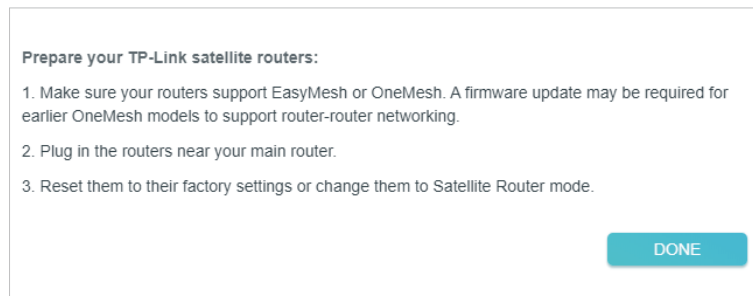 Prepare your TP-Link satellite routers:
1. Make sure your routers support EasyMesh or OneMesh. A firmware update may be required for
earlier OneMesh models to support router-router networking.
2. Plug in the routers near your main router.
3. Reset them to their factory settings or change them to Satellite Router mode.
DONE